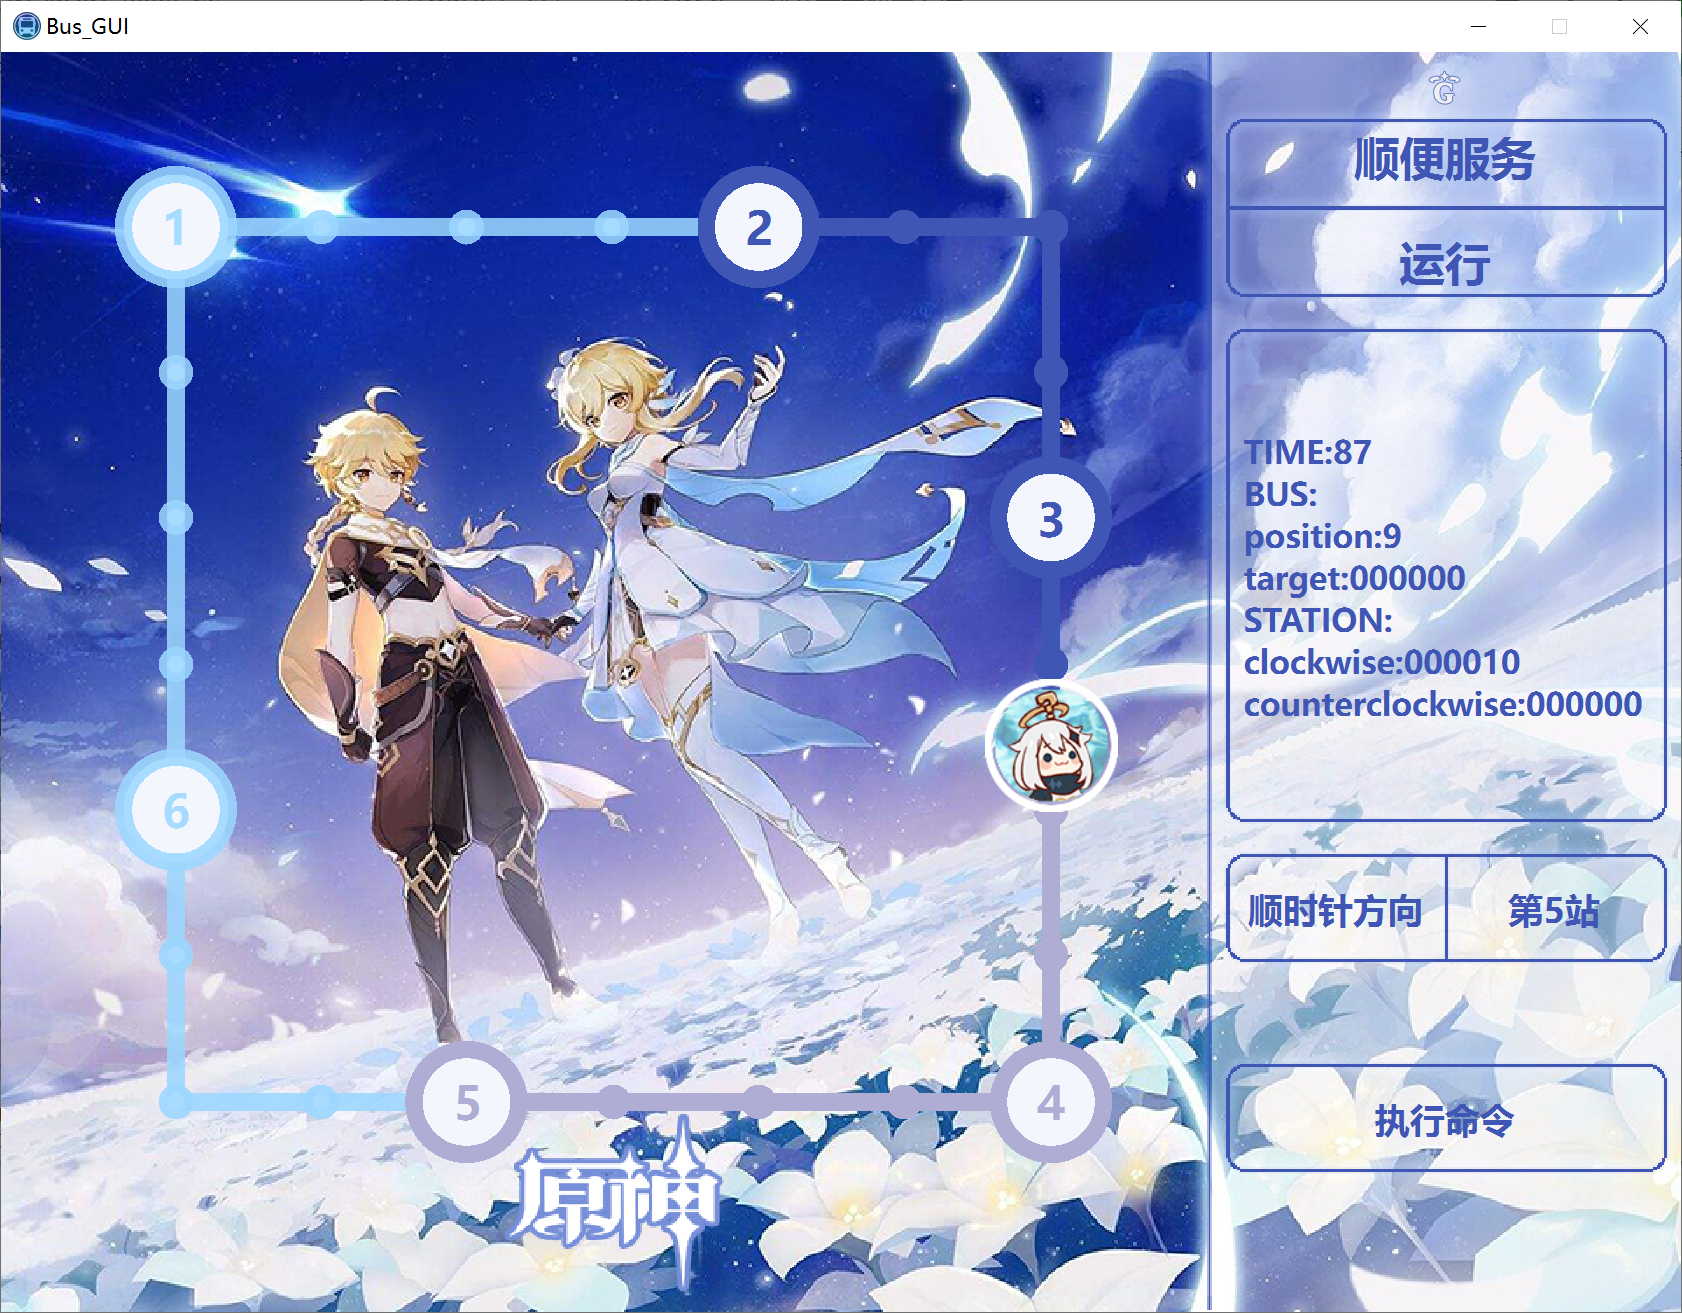 Bus_GUI
1
2
3
6
5
4
原神
G
顺便服务
运行
TIME:87
BUS:
position:9
target:000000
STATION:
clockwise:000010
counterclockwise:000000
顺时针方向
第5站
执行命令